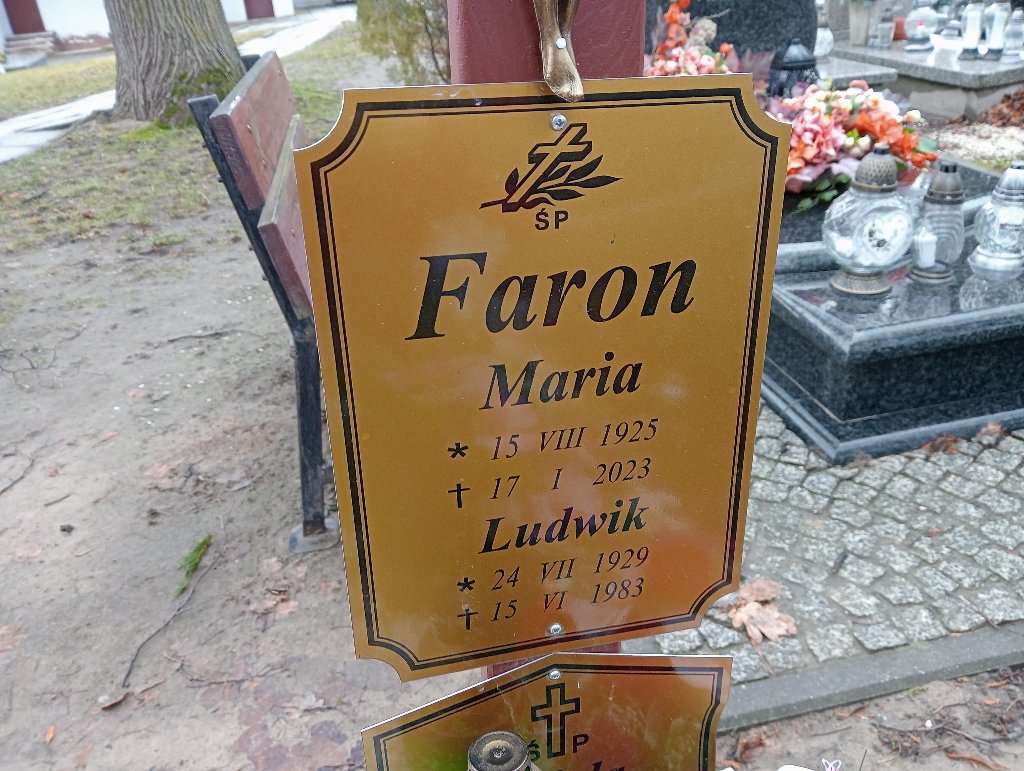 ŚP
Faron
Maria
* 15 VIII 1925
† 17 I 2023
Ludwik
* 24 VII 1929
† 15 VI 1983
ŚP